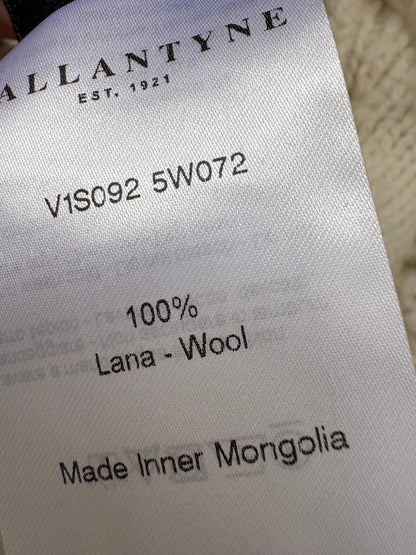 ALLANTYNE
EST. 1921
V1S092 5W072
100%
Lana - Wool
Made Inner Mongolia